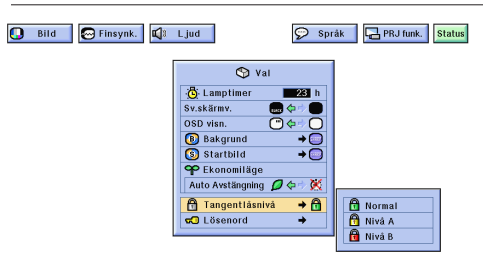 Bild Finsynk. Ljud Språk PRJ funk. Status
Val
Lamptimer 23 h
Sv.skärmv.
OSD visn.
Bakgrund
Startbild
Ekonomiläge
Auto Avstängning
Tangentlåsnivå
Lösenord
Normal
Nivå A
Nivå B